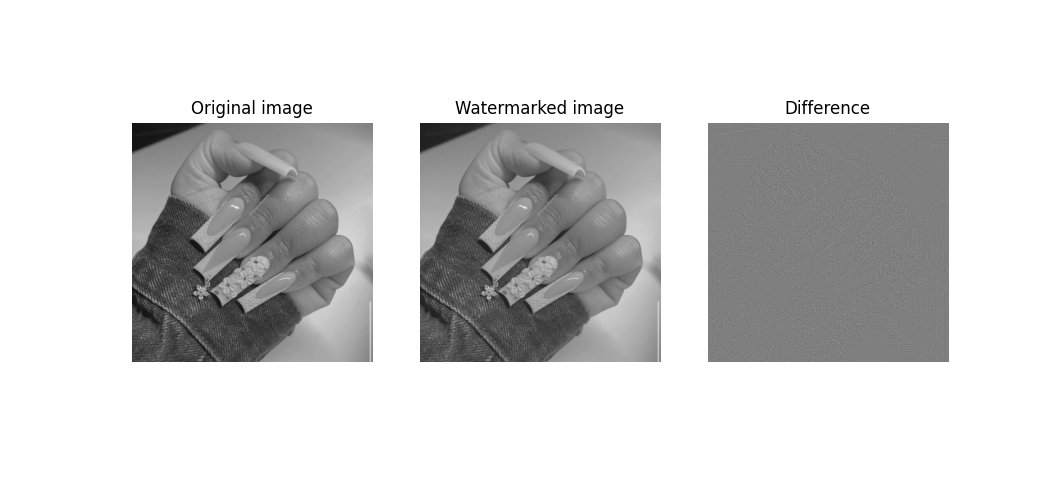 Original image
Watermarked image
Difference